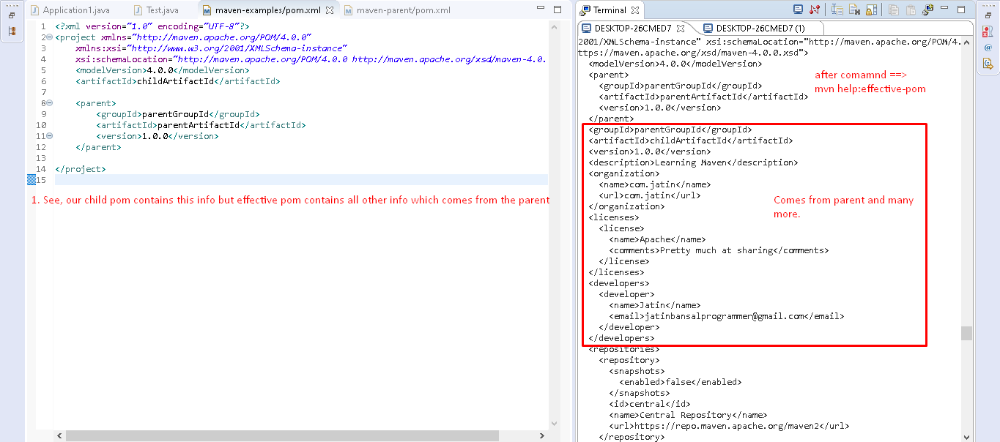 Application1.java
Test.java
maven-examples/pom.xml
maven-parent/pom.xml
1 <?xml version="1.0" encoding="UTF-8"?>
2 <project xmlns="http://maven.apache.org/POM/4.0.0"
3 xmlns:xsi="http://www.w3.org/2001/XMLSchema-instance"
4 xsi:schemaLocation="http://maven.apache.org/POM/4.0.0 http://maven.apache.org/xsd/maven-4.0.
5 <modelVersion>4.0.0</modelVersion>
6 <artifactId>childArtifactId</artifactId>
7
8 <parent>
9 <groupId>parentGroupId</groupId>
10 <artifactId>parentArtifactId</artifactId>
11 <version>1.0.0</version>
12 </parent>
13
14 </project>
15
1. See, our child pom contains this info but effective pom contains all other info which comes from the parent
Terminal
DESKTOP-26CMED7
DESKTOP-26CMED7 (1)
2001/XMLSchema-instance" xsi:schemaLocation="http://maven.apache.org/POM/4.
ttps://maven.apache.org/xsd/maven-4.0.0.xsd">
<modelVersion>4.0.0</modelVersion>
<parent>
<groupId>parentGroupId</groupId>
<artifactId>parentArtifactId</artifactId>
<version>1.0.0</version>
</parent>
after comamnd ==>
mvn help:effective-pom
<groupId>parentGroupId</groupId>
<artifactId>childArtifactId</artifactId>
<version>1.0.0</version>
<description>Learning Maven</description>
<organization>
<name>com.jatin</name>
<url>com.jatin</url>
</organization>
<licenses>
<license>
<name>Apache</name>
<comments>Pretty much at sharing</comments>
</license>
</licenses>
<developers>
<developer>
<name>Jatin</name>
<email>jatinbansalprogrammer@gmail.com</email>
</developer>
</developers>
Comes from parent and many
more.
<repositories>
<repository>
<snapshots>
<enabled>false</enabled>
</snapshots>
<id>central</id>
<name>Central Repository</name>
<url>https://repo.maven.apache.org/maven2</url>
</repository>